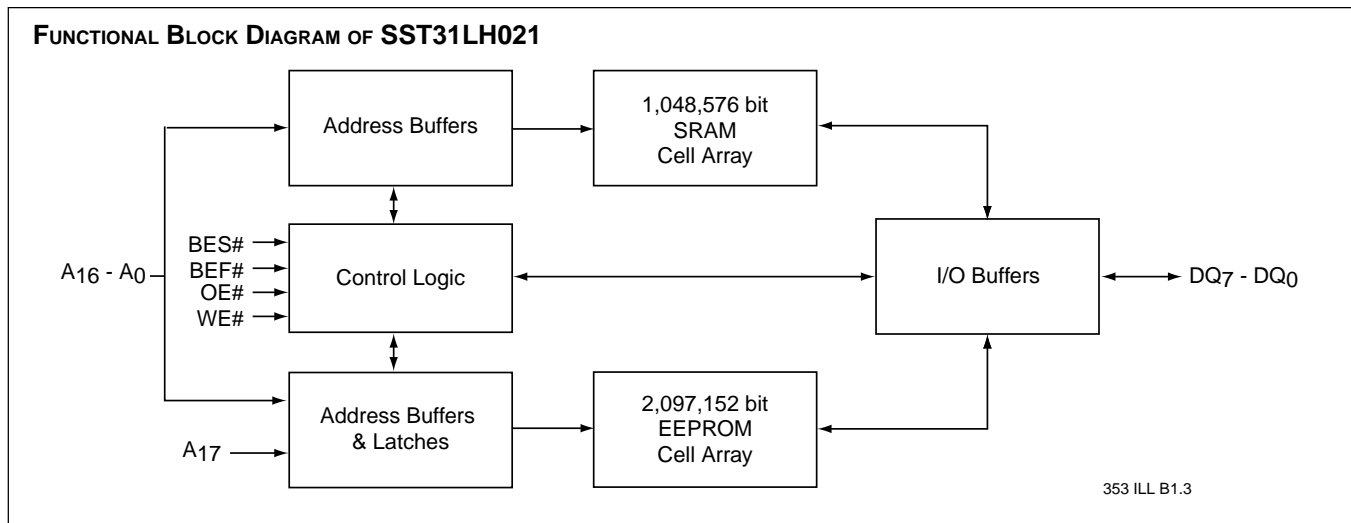 FUNCTIONAL BLOCK DIAGRAM OF SST31LH021
Address Buffers
1,048,576 bit
SRAM
Cell Array
A16 - A0
BES#
BEF#
OE#
WE#
Control Logic
I/O Buffers
DQ7 - DQ0
A17
Address Buffers
& Latches
2,097,152 bit
EEPROM
Cell Array
353 ILL B1.3